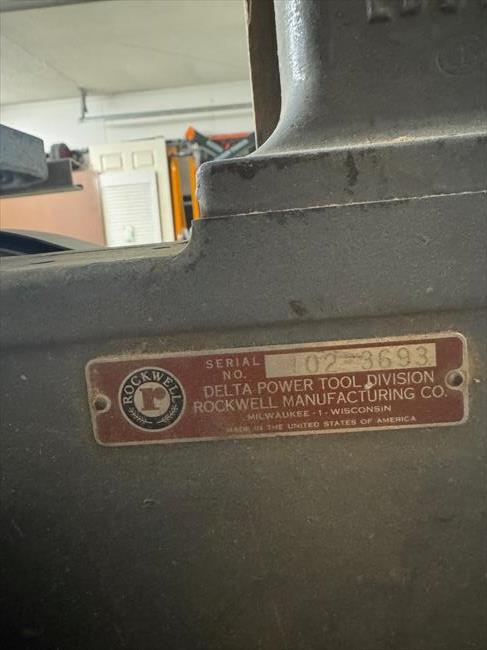 SERIAL NO. 102-3693
ROCKWELL
r
DELTA POWER TOOL DIVISION
ROCKWELL MANUFACTURING CO.
MILWAUKEE - 1 - WISCONSIN
MADE IN THE UNITED STATES OF AMERICA